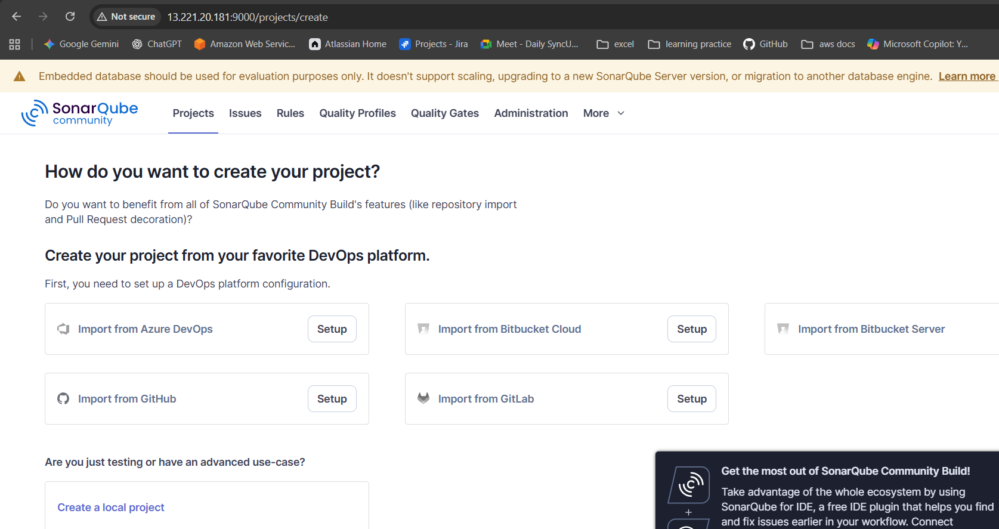 Not secure 13.221.20.181:9000/projects/create
Google Gemini ChatGPT Amazon Web Servic... Atlassian Home Projects - Jira Meet - Daily SyncU... excel learning practice GitHub aws docs Microsoft Copilot: Y...
Embedded database should be used for evaluation purposes only. It doesn't support scaling, upgrading to a new SonarQube Server version, or migration to another database engine. Learn more
SonarQube
community
Projects Issues Rules Quality Profiles Quality Gates Administration More
How do you want to create your project?
Do you want to benefit from all of SonarQube Community Build's features (like repository import
and Pull Request decoration)?
Create your project from your favorite DevOps platform.
First, you need to set up a DevOps platform configuration.
Import from Azure DevOps Setup Import from Bitbucket Cloud Setup Import from Bitbucket Server
Import from GitHub Setup Import from GitLab Setup
Are you just testing or have an advanced use-case?
Create a local project
Get the most out of SonarQube Community Build!
Take advantage of the whole ecosystem by using
SonarQube for IDE, a free IDE plugin that helps you find
and fix issues earlier in your workflow. Connect